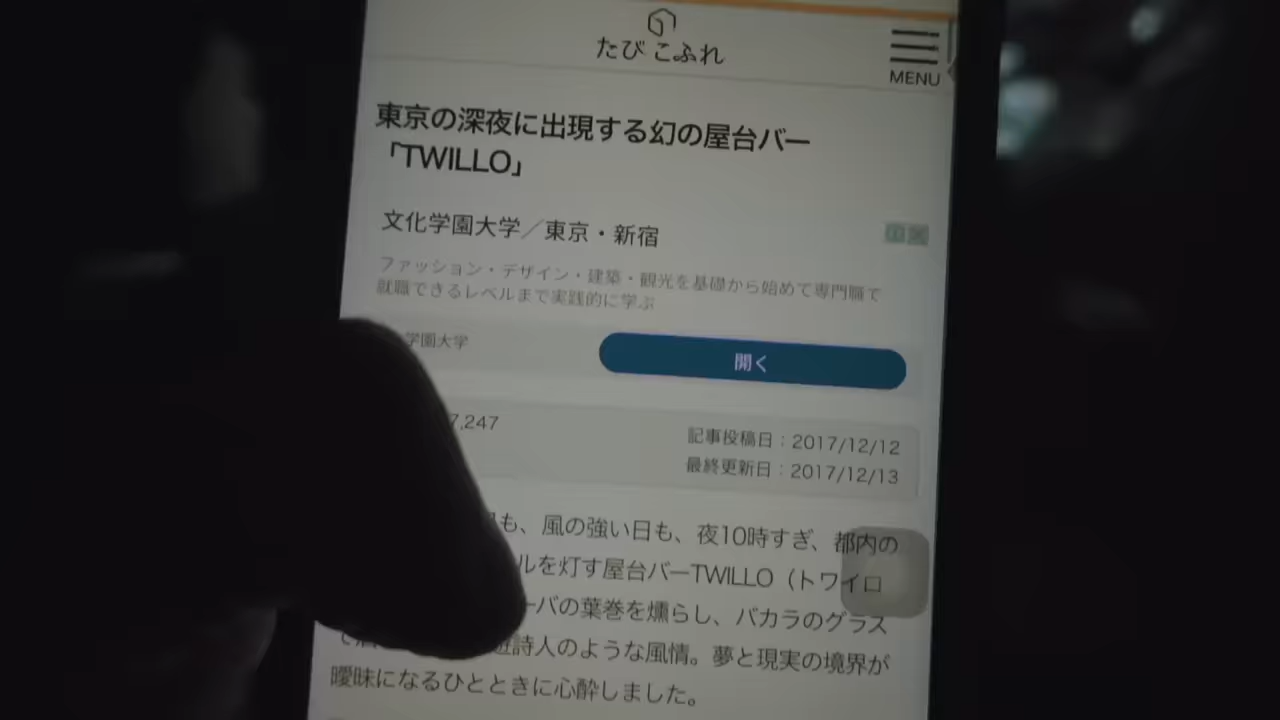 たびこふれ
MENU
東京の深夜に出現する幻の屋台バー
「TWILLO」
文化学園大学／東京・新宿
ファッション・デザイン・建築・観光を基礎から始めて専門職で
就職できるレベルまで実践的に学ぶ
学園大学
開く
7,247
記事投稿日：2017/12/12
最終更新日：2017/12/13
も、風の強い日も、夜10時すぎ、都内の
ルを灯す屋台バーTWILLO（トワイロ
ーバの葉巻を燻らし、バカラのグラス
遊詩人のような風情。夢と現実の境界が
曖昧になるひとときに心酔しました。